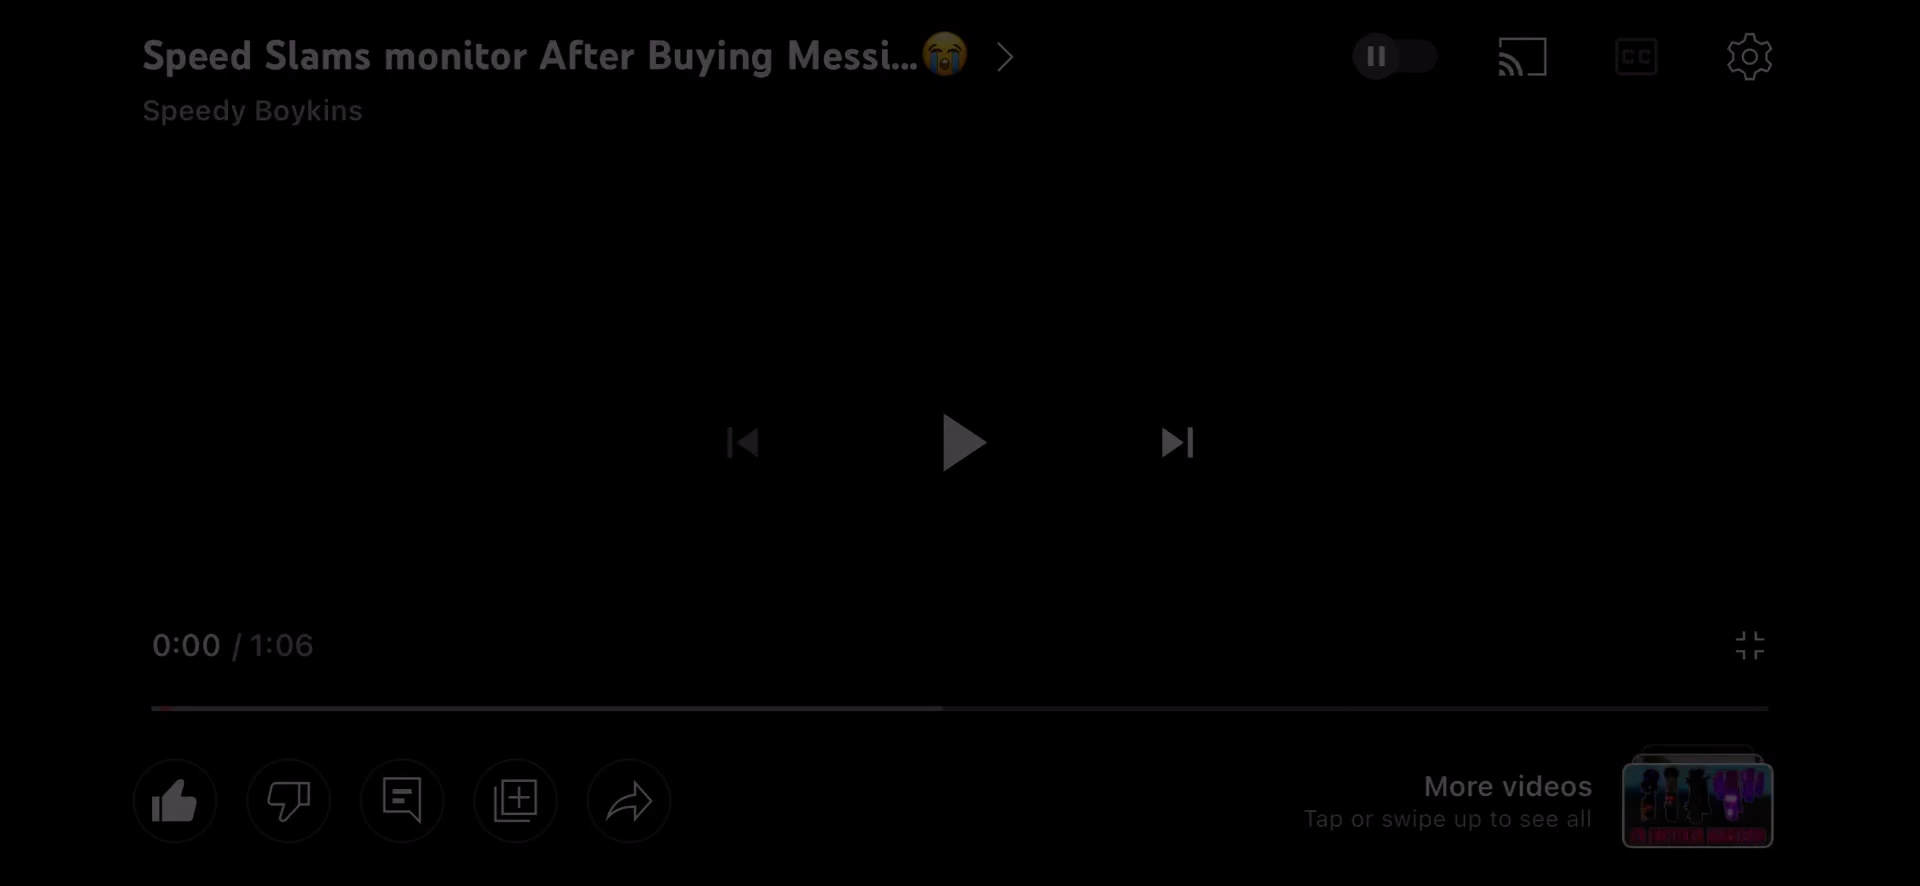 Speed Slams monitor After Buying Messi...😭
CC
Speedy Boykins
0:00 / 1:06
More videos
Tap or swipe up to see all